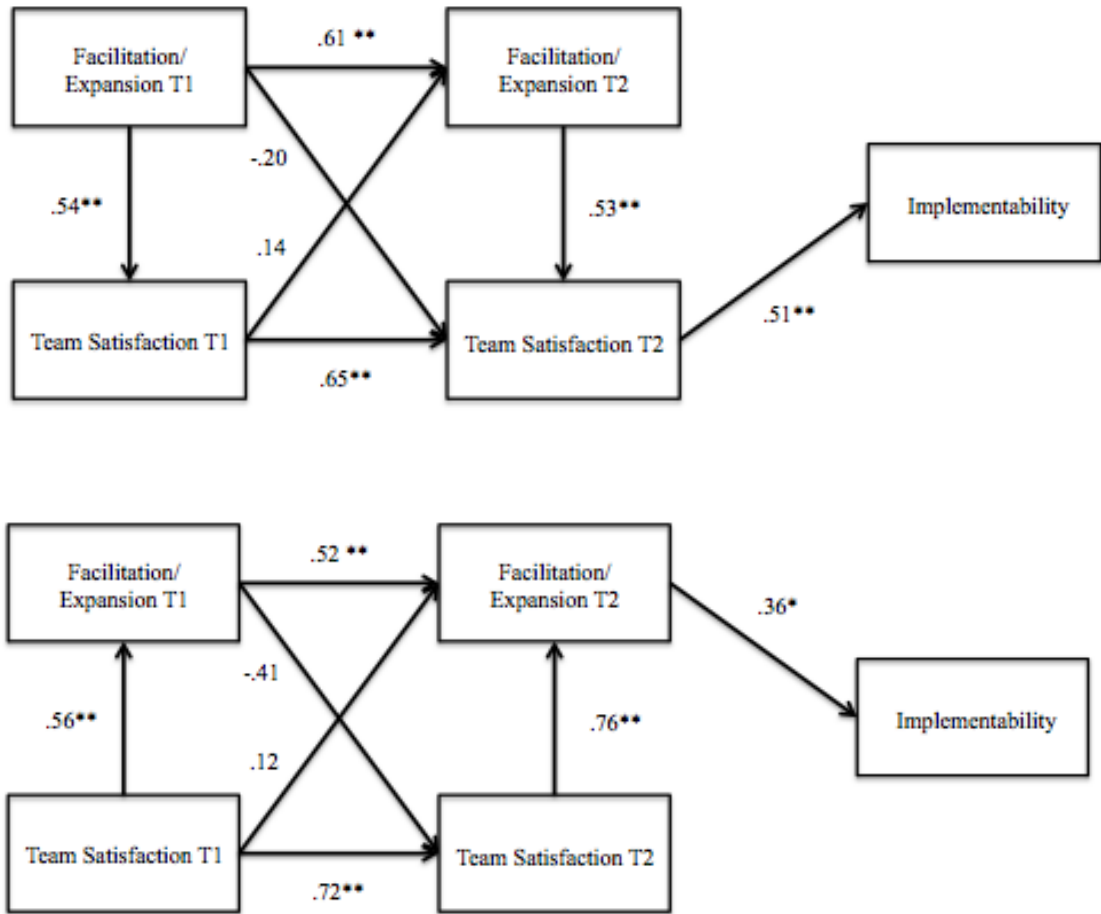 Facilitation/
Expansion T1
.61 **
Facilitation/
Expansion T2
-.20
.54**
.53**
Implementability
.14
Team Satisfaction T1
.65**
Team Satisfaction T2
.51**
Facilitation/
Expansion T1
.52 **
Facilitation/
Expansion T2
.36*
-.41
.56**
.76**
Implementability
.12
Team Satisfaction T1
.72**
Team Satisfaction T2